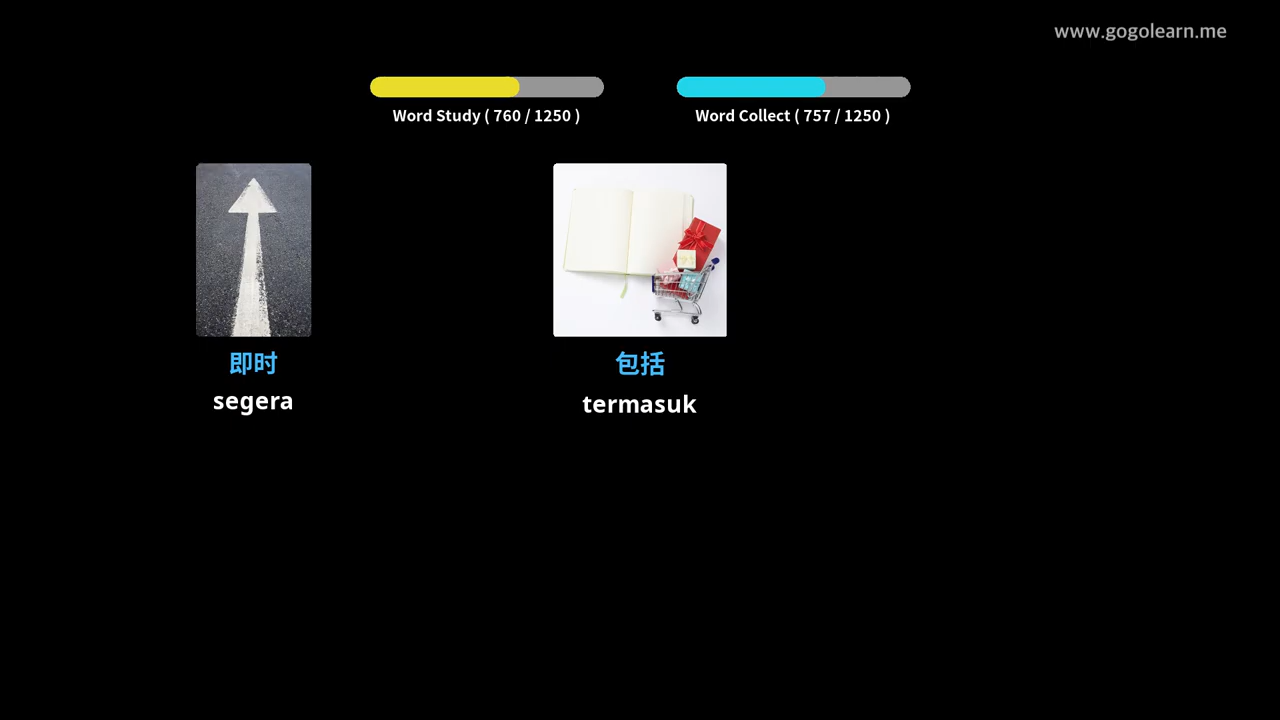 www.gogolearn.me
Word Study ( 760 / 1250 )
Word Collect ( 757 / 1250 )
即时
segera
包括
termasuk